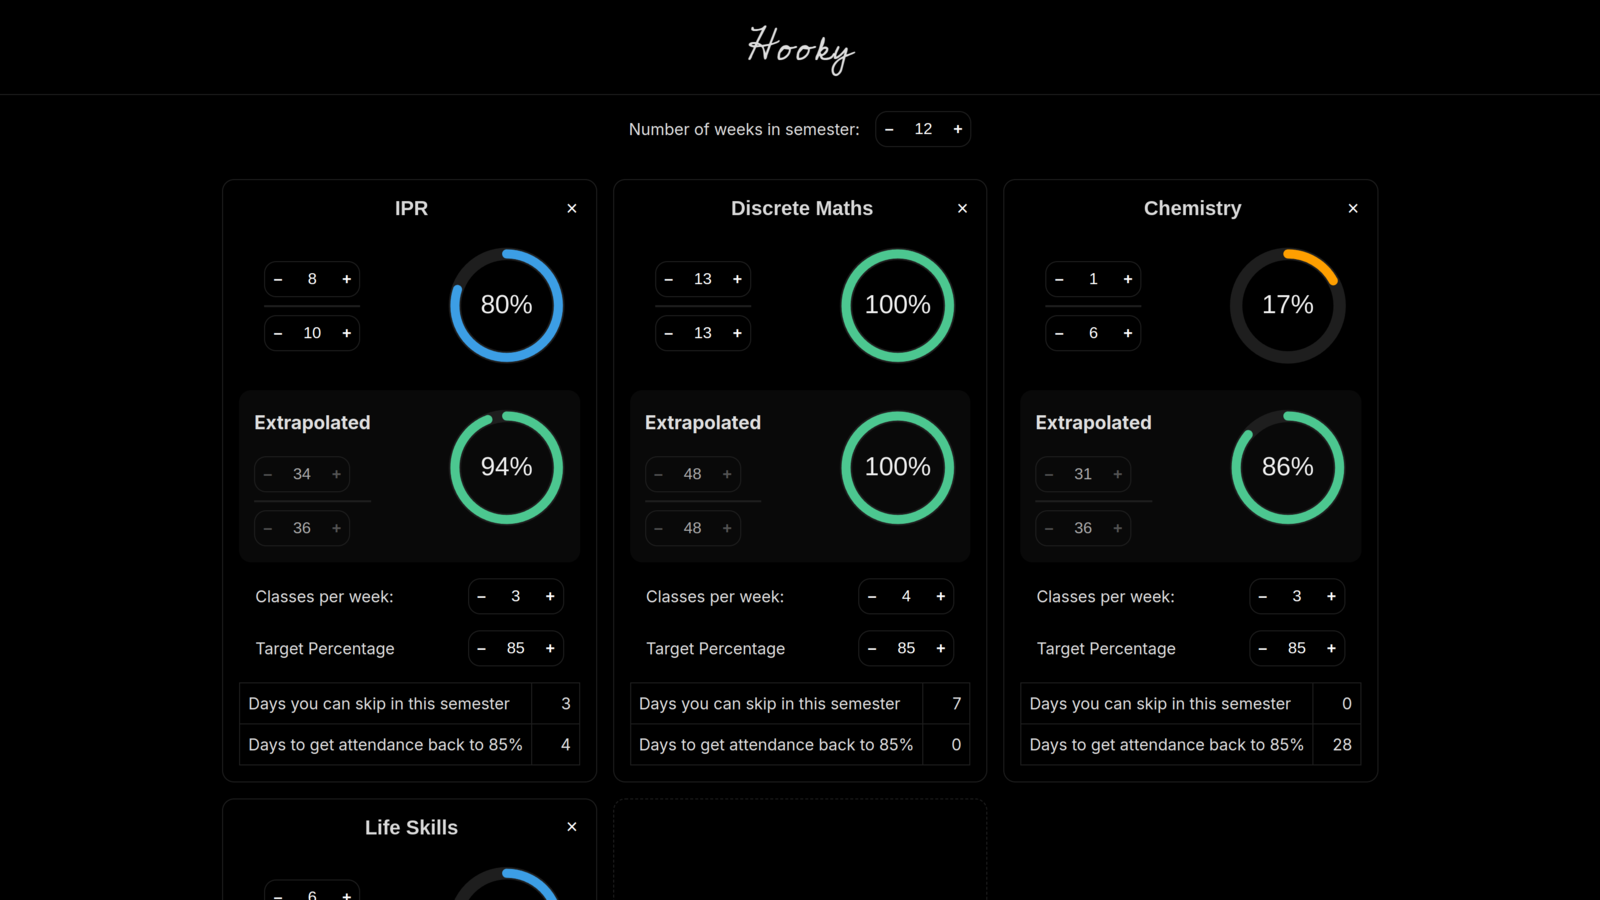 Hooky
Number of weeks in semester: – 12 +
IPR ×
– 8 +
– 10 +
80%
Extrapolated
– 34 +
– 36 +
94%
Classes per week: – 3 +
Target Percentage – 85 +
Days you can skip in this semester 3
Days to get attendance back to 85% 4
Discrete Maths ×
– 13 +
– 13 +
100%
Extrapolated
– 48 +
– 48 +
100%
Classes per week: – 4 +
Target Percentage – 85 +
Days you can skip in this semester 7
Days to get attendance back to 85% 0
Chemistry ×
– 1 +
– 6 +
17%
Extrapolated
– 31 +
– 36 +
86%
Classes per week: – 3 +
Target Percentage – 85 +
Days you can skip in this semester 0
Days to get attendance back to 85% 28
Life Skills ×
– 6 +